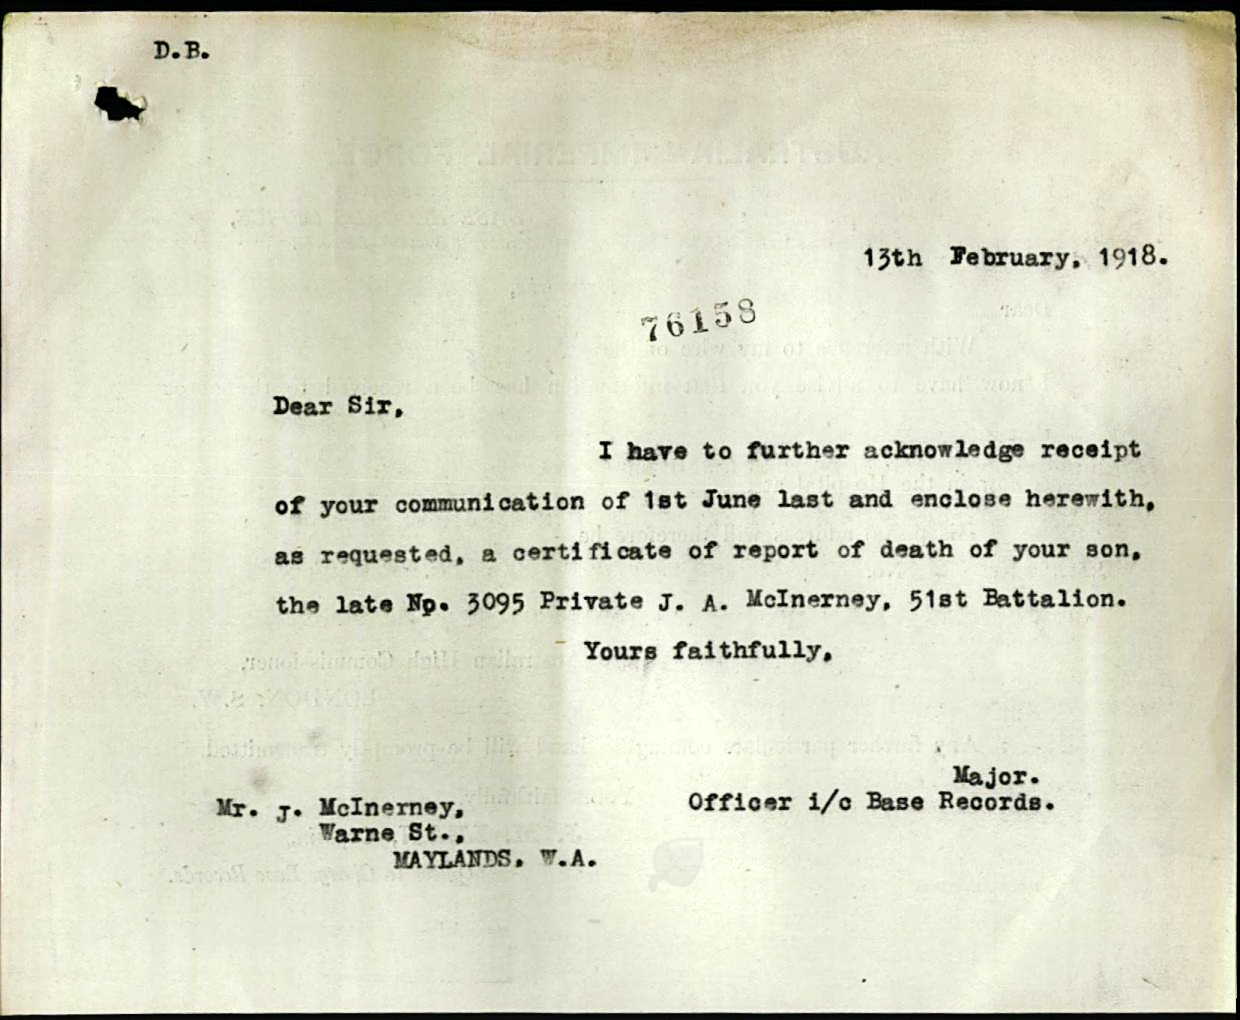 D.B.
13th February, 1918.
76158
Dear Sir,
I have to further acknowledge receipt
of your communication of 1st June last and enclose herewith,
as requested, a certificate of report of death of your son,
the late No. 3095 Private J. A. McInerney, 51st Battalion.
Yours faithfully,
Major.
Officer i/c Base Records.
Mr. J. McInerney,
Warne St.,
MAYLANDS, W.A.